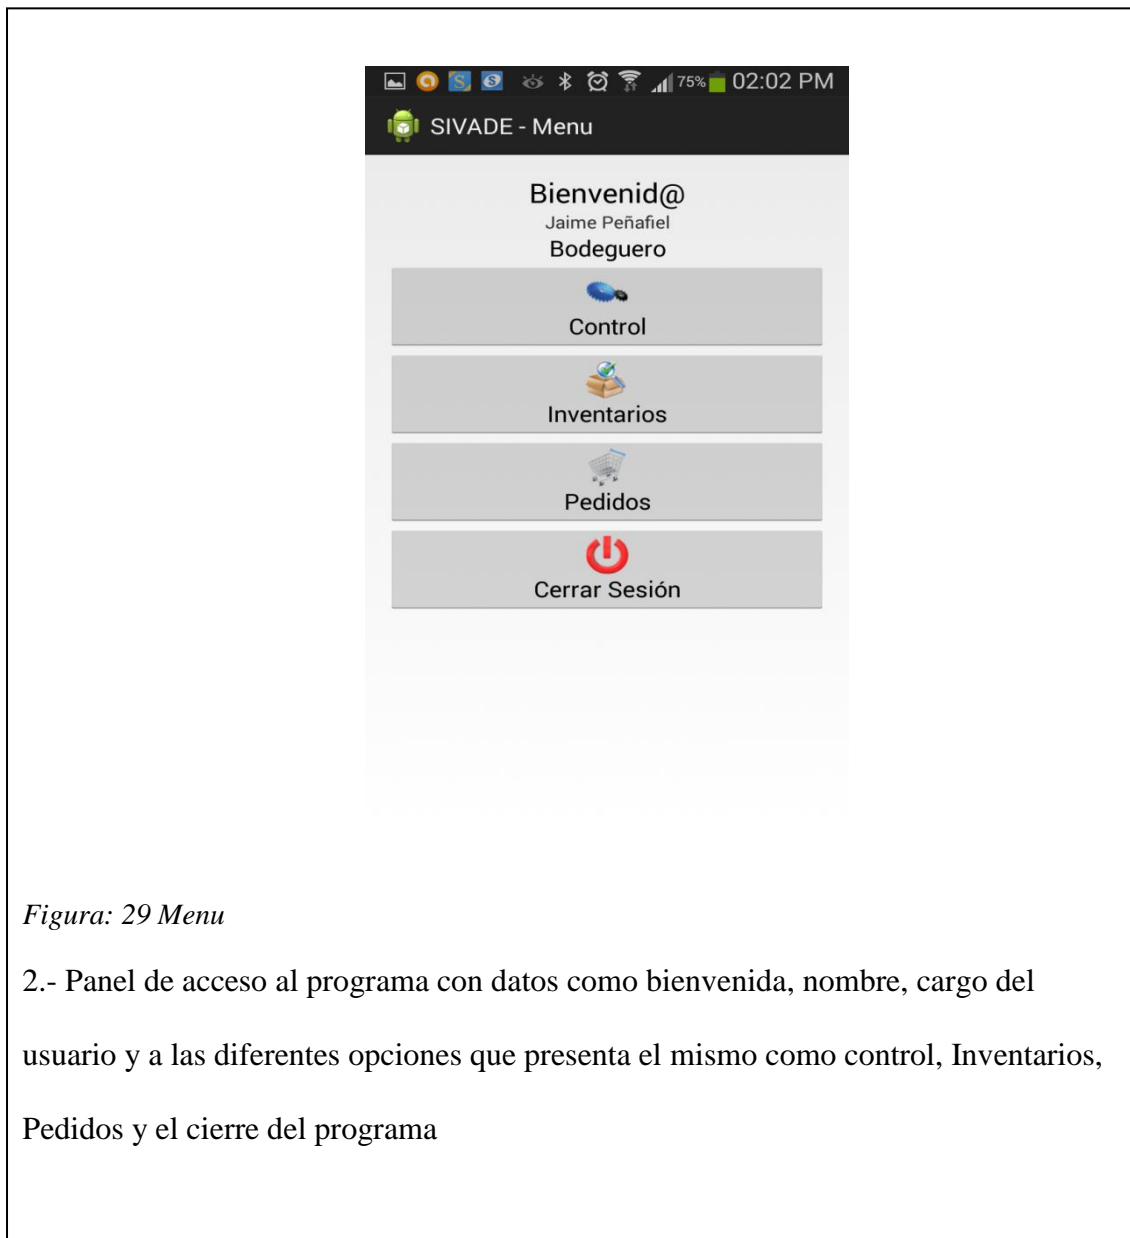 75% 02:02 PM
SIVADE - Menu
Bienvenid@
Jaime Peñafiel
Bodeguero
Control
Inventarios
Pedidos
Cerrar Sesión
Figura: 29 Menu
2.- Panel de acceso al programa con datos como bienvenida, nombre, cargo del
usuario y a las diferentes opciones que presenta el mismo como control, Inventarios,
Pedidos y el cierre del programa